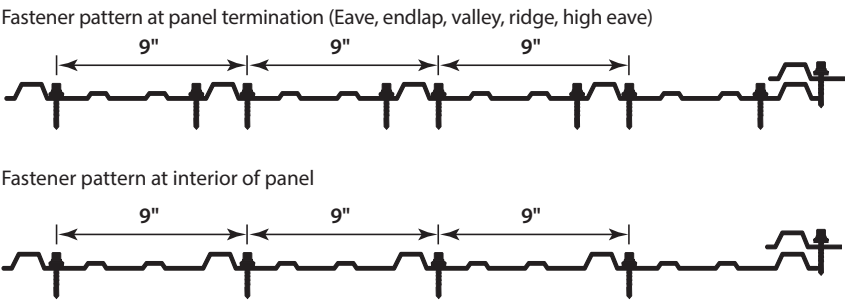 Fastener pattern at panel termination (Eave, endlap, valley, ridge, high eave)
9" 9" 9"
Fastener pattern at interior of panel
9" 9" 9"